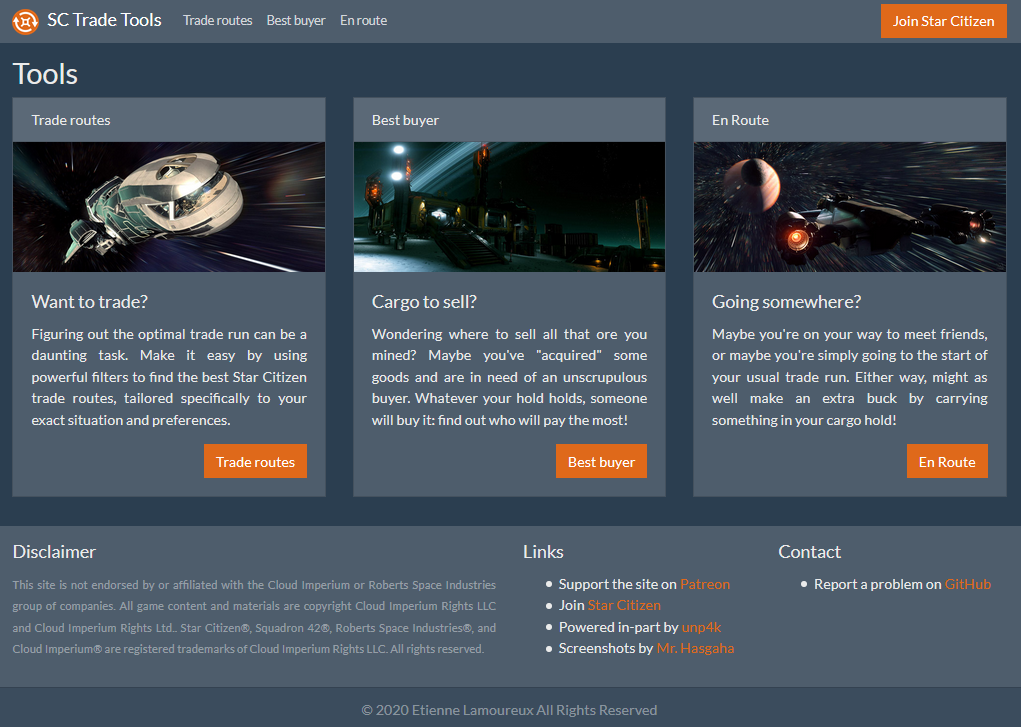 SC Trade Tools Trade routes Best buyer En route Join Star Citizen
Tools
Trade routes
Want to trade?
Figuring out the optimal trade run can be a
daunting task. Make it easy by using
powerful filters to find the best Star Citizen
trade routes, tailored specifically to your
exact situation and preferences.
Trade routes
Best buyer
Cargo to sell?
Wondering where to sell all that ore you
mined? Maybe you've "acquired" some
goods and are in need of an unscrupulous
buyer. Whatever your hold holds, someone
will buy it: find out who will pay the most!
Best buyer
En Route
Going somewhere?
Maybe you're on your way to meet friends,
or maybe you're simply going to the start of
your usual trade run. Either way, might as
well make an extra buck by carrying
something in your cargo hold!
En Route
Disclaimer
This site is not endorsed by or affiliated with the Cloud Imperium or Roberts Space Industries
group of companies. All game content and materials are copyright Cloud Imperium Rights LLC
and Cloud Imperium Rights Ltd.. Star Citizen®, Squadron 42®, Roberts Space Industries®, and
Cloud Imperium® are registered trademarks of Cloud Imperium Rights LLC. All rights reserved.
Links
• Support the site on Patreon
• Join Star Citizen
• Powered in-part by unp4k
• Screenshots by Mr. Hasgaha
Contact
• Report a problem on GitHub
© 2020 Etienne Lamoureux All Rights Reserved